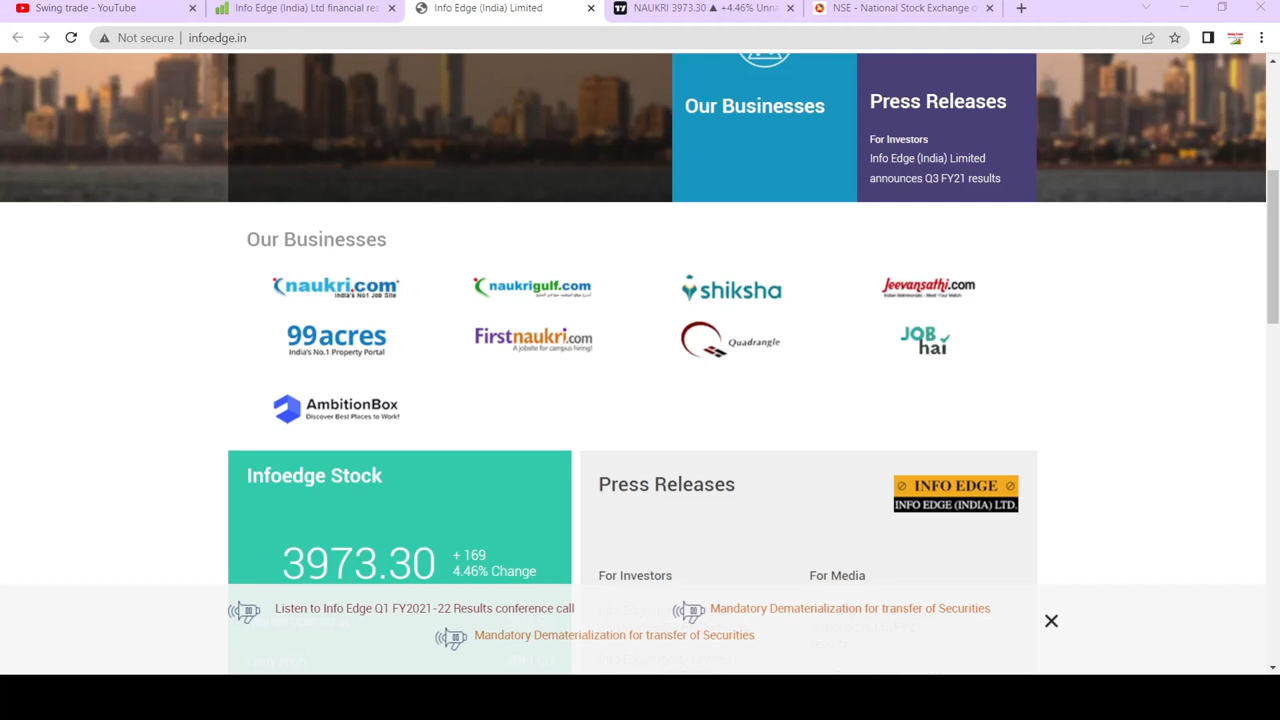 Swing trade - YouTube
Info Edge (India) Ltd financial res
Info Edge (India) Limited
NAUKRI 3973.30 ▲ +4.46% Unna
NSE - National Stock Exchange o
Not secure
infoedge.in
Our Businesses
Press Releases
For Investors
Info Edge (India) Limited
announces Q3 FY21 results
Our Businesses
naukri.com
India's No1 Job Site
naukrigulf.com
shiksha
Jeevansathi.com
99acres
India's No.1 Property Portal
Firstnaukri.com
A jobsite for campus hiring!
Quadrangle
JOB
hai
AmbitionBox
Discover Best Places to Work!
Infoedge Stock
3973.30
+ 169
4.46% Change
Press Releases
INFO EDGE
INFO EDGE (INDIA) LTD.
For Investors
For Media
Listen to Info Edge Q1 FY2021-22 Results conference call
Mandatory Dematerialization for transfer of Securities
Mandatory Dematerialization for transfer of Securities